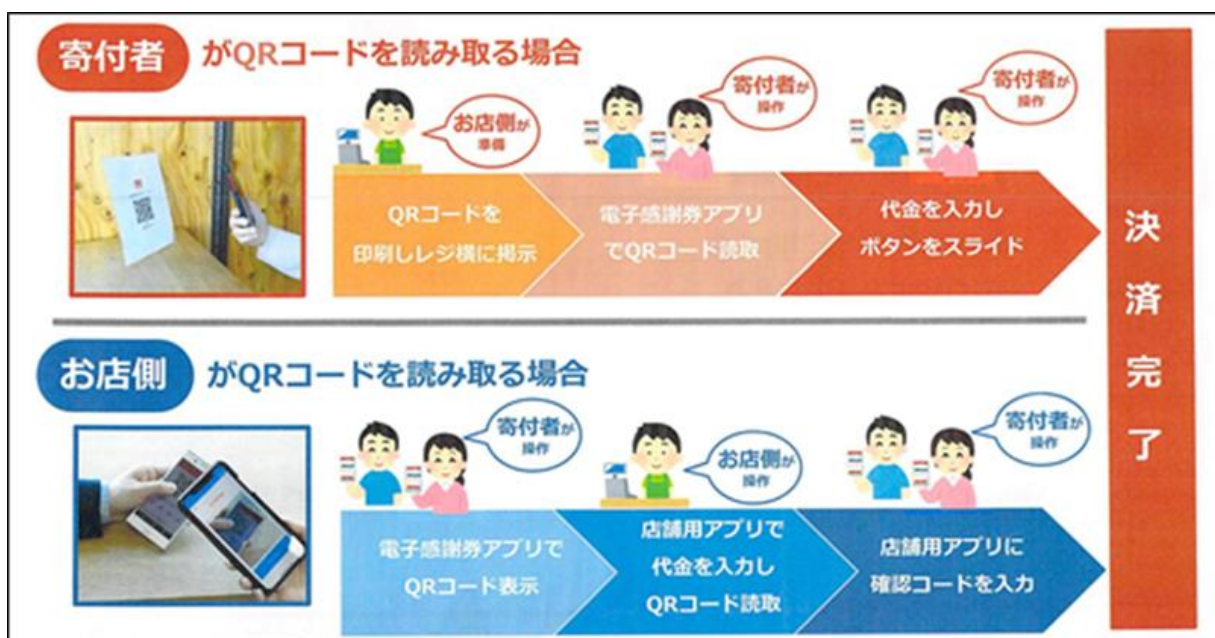 寄付者 がQRコードを読み取る場合
お店側が
準備
寄付者が
操作
寄付者が
操作
QRコードを
印刷しレジ横に掲示
電子感謝券アプリ
でQRコード読取
代金を入力し
ボタンをスライド
お店側 がQRコードを読み取る場合
寄付者が
操作
お店側が
操作
寄付者が
操作
電子感謝券アプリで
QRコード表示
店舗用アプリで
代金を入力し
QRコード読取
店舗用アプリに
確認コードを入力
決済完了